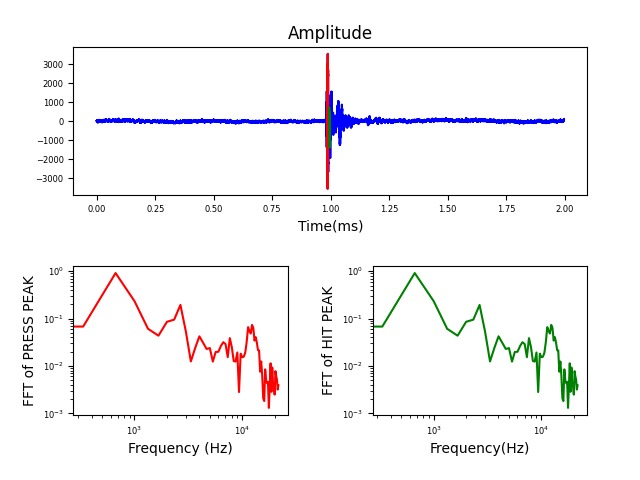 Amplitude
3000
2000
1000
0
−1000
−2000
−3000
0.00 0.25 0.50 0.75 1.00 1.25 1.50 1.75 2.00
Time(ms)
FFT of PRESS PEAK
10⁰
10⁻¹
10⁻²
10⁻³
10³ 10⁴
Frequency (Hz)
FFT of HIT PEAK
10⁰
10⁻¹
10⁻²
10⁻³
10³ 10⁴
Frequency(Hz)